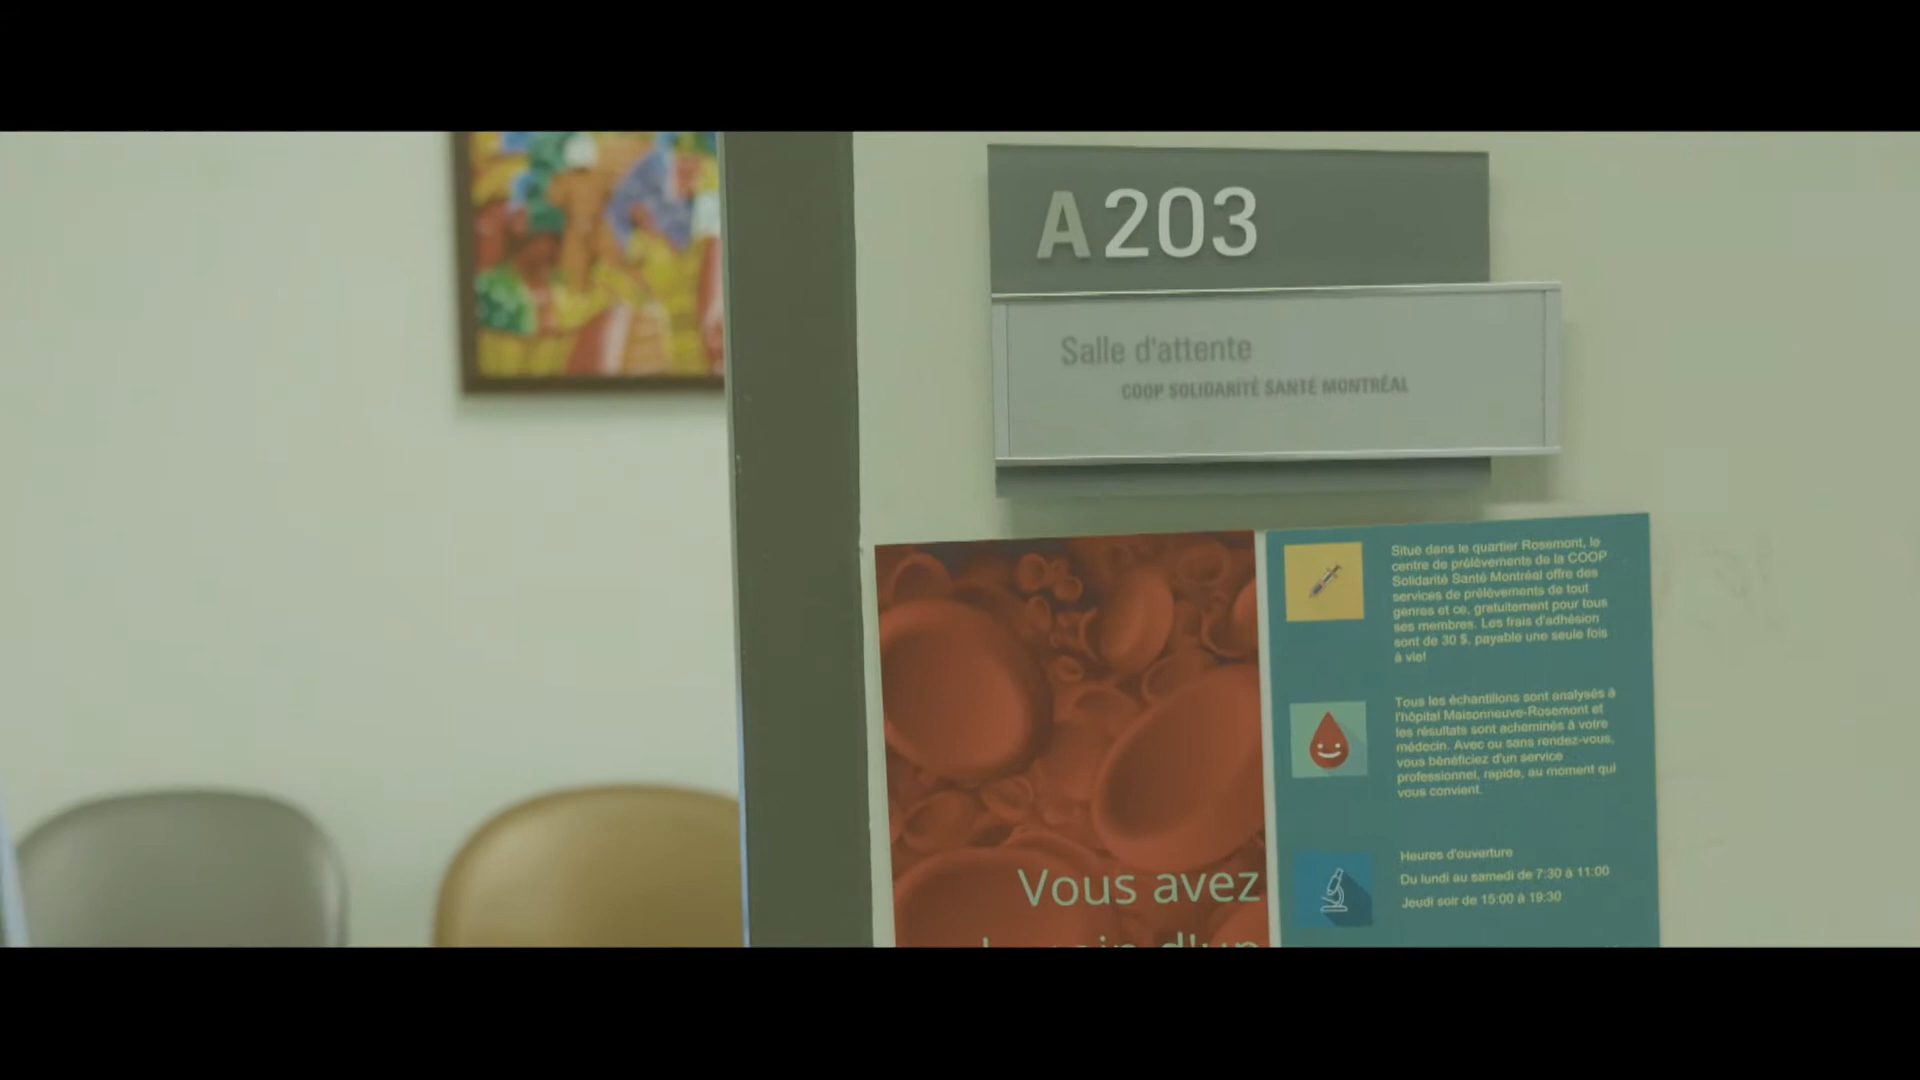 A203
Salle d'attente
COOP SOLIDARITÉ SANTÉ MONTRÉAL
Situé dans le quartier Rosemont, le
centre de prélèvements de la COOP
Solidarité Santé Montréal offre des
services de prélèvements de tout
genres et ce, gratuitement pour tous
ses membres. Les frais d'adhésion
sont de 30 $, payable une seule fois
à vie!
Tous les échantillons sont analysés à
l'hôpital Maisonneuve-Rosemont et
les résultats sont acheminés à votre
médecin. Avec ou sans rendez-vous,
vous bénéficiez d'un service
professionnel, rapide, au moment qui
vous convient.
Heures d'ouverture
Du lundi au samedi de 7:30 à 11:00
Jeudi soir de 15:00 à 19:30
Vous avez
d'un